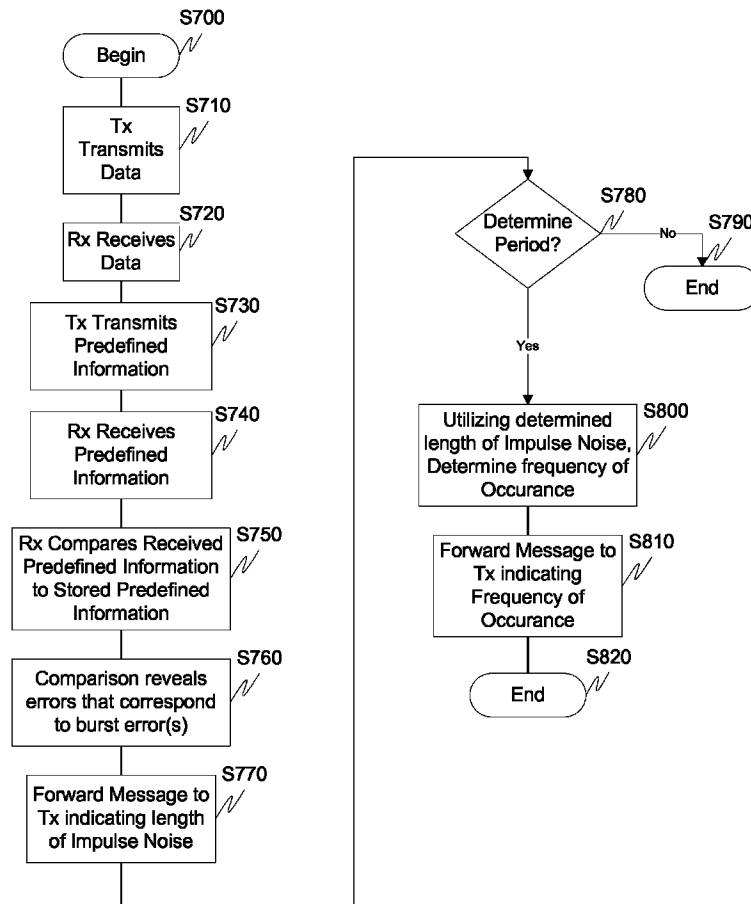 S700
Begin
S710
Tx
Transmits
Data
S720
Rx Receives
Data
S730
Tx Transmits
Predefined
Information
S740
Rx Receives
Predefined
Information
S750
Rx Compares Received
Predefined Information
to Stored Predefined
Information
S760
Comparison reveals
errors that correspond
to burst error(s)
S770
Forward Message to
Tx indicating length
of Impulse Noise
S780
Determine
Period?
No
S790
End
Yes
S800
Utilizing determined
length of Impulse Noise,
Determine frequency of
Occurance
S810
Forward Message to
Tx indicating
Frequency of
Occurance
S820
End